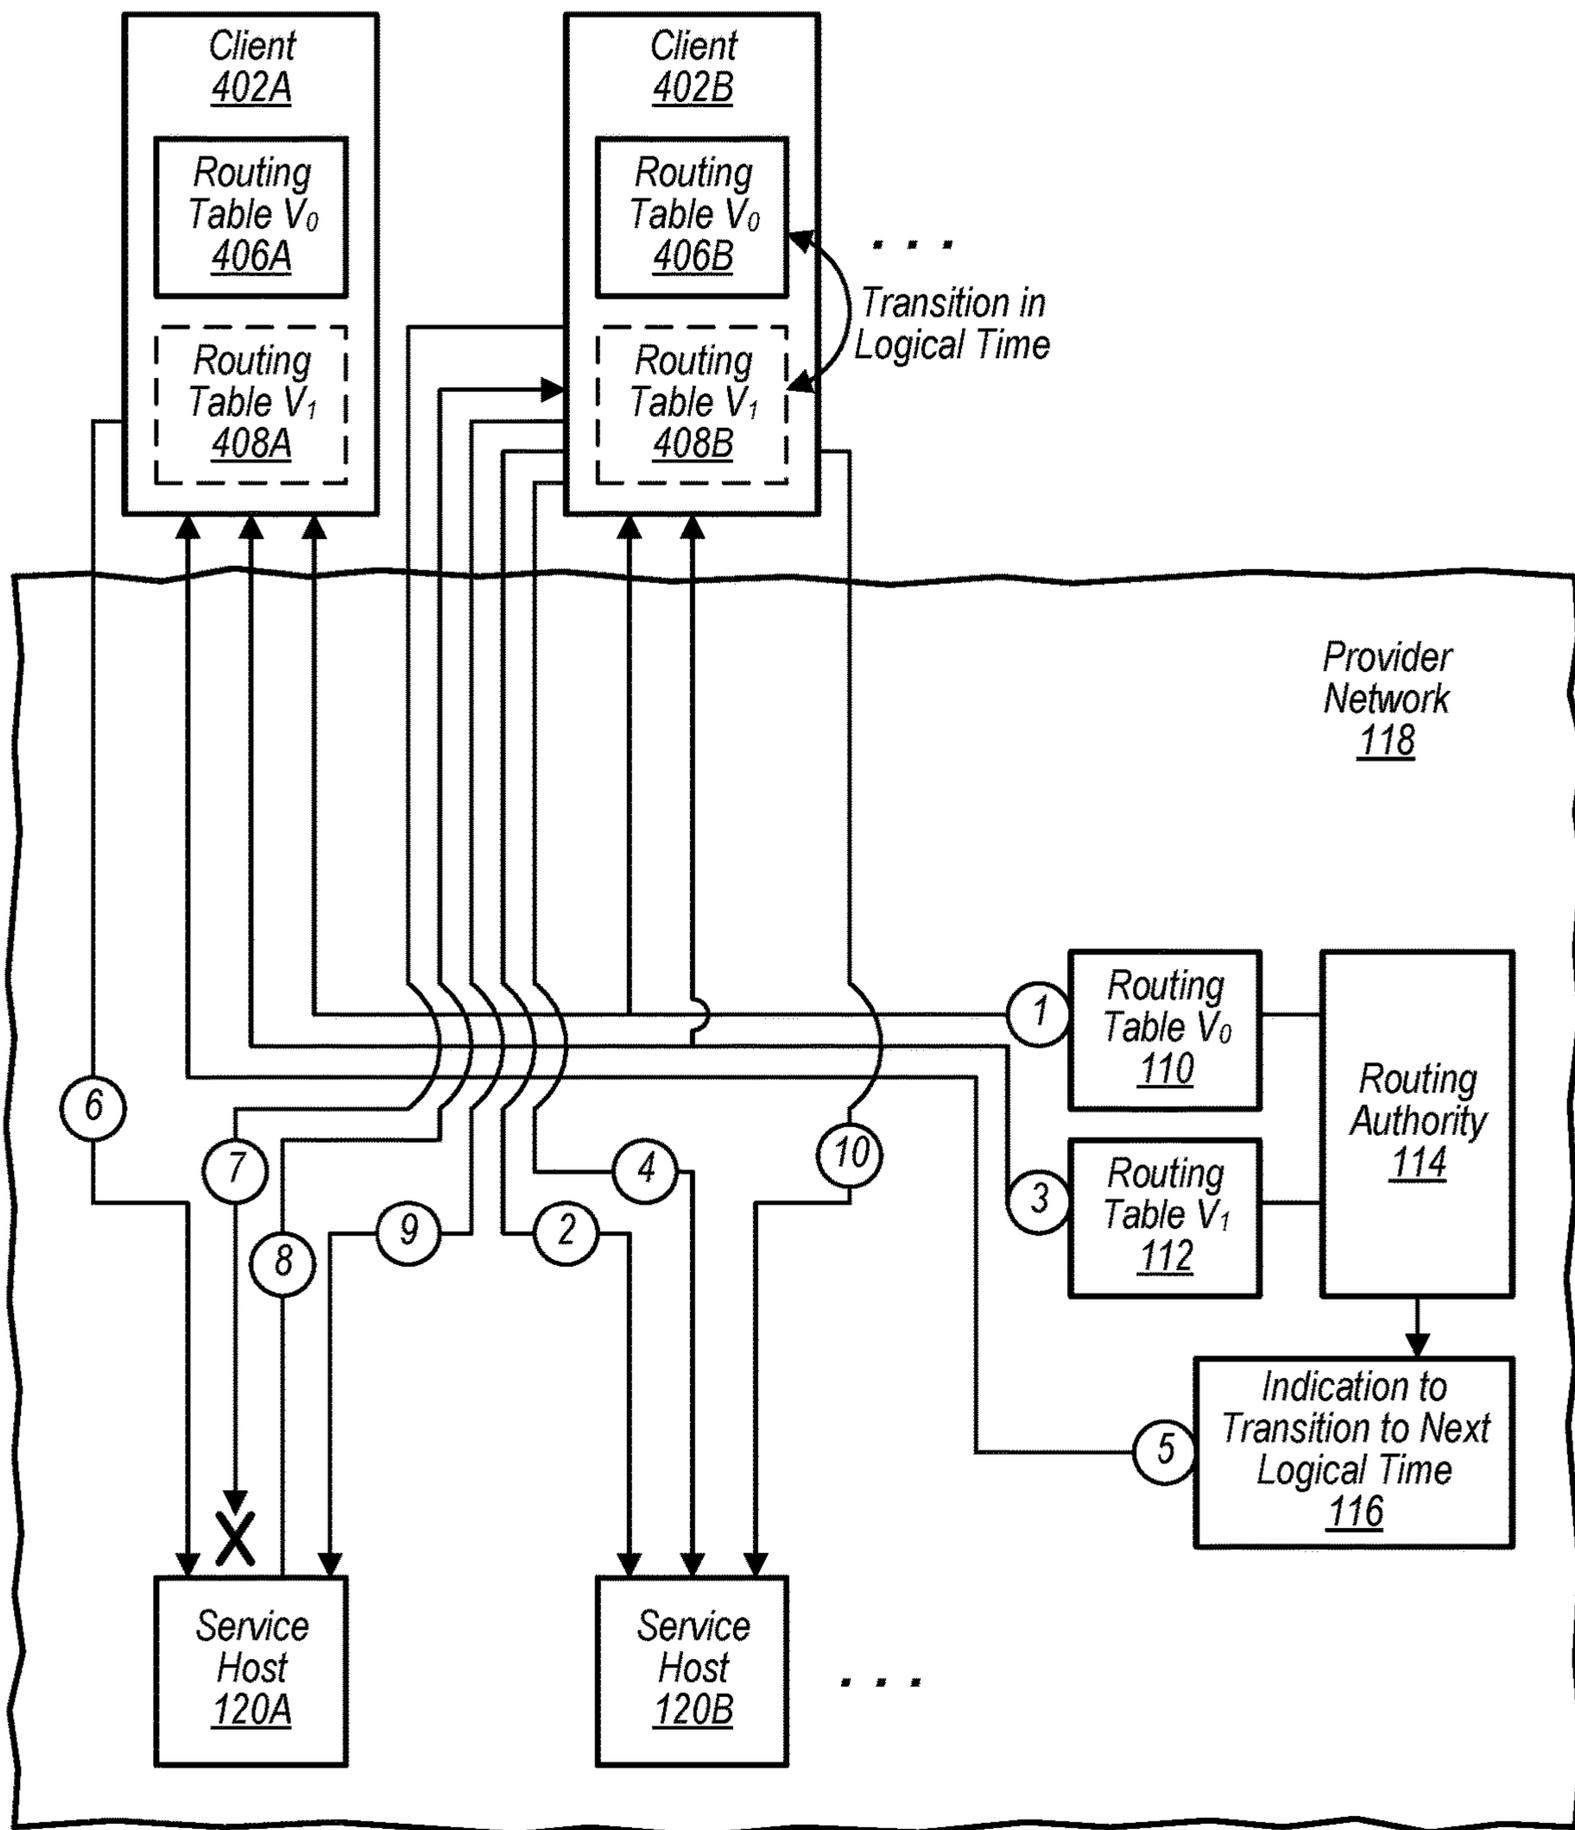 Client
402A
Routing
Table V₀
406A
Routing
Table V₁
408A
Client
402B
Routing
Table V₀
406B
Routing
Table V₁
408B
. . .
Transition in
Logical Time
Provider
Network
118
1
Routing
Table V₀
110
3
Routing
Table V₁
112
Routing
Authority
114
5
Indication to
Transition to Next
Logical Time
116
6
7
8
9
2
4
10
X
Service
Host
120A
Service
Host
120B
. . .